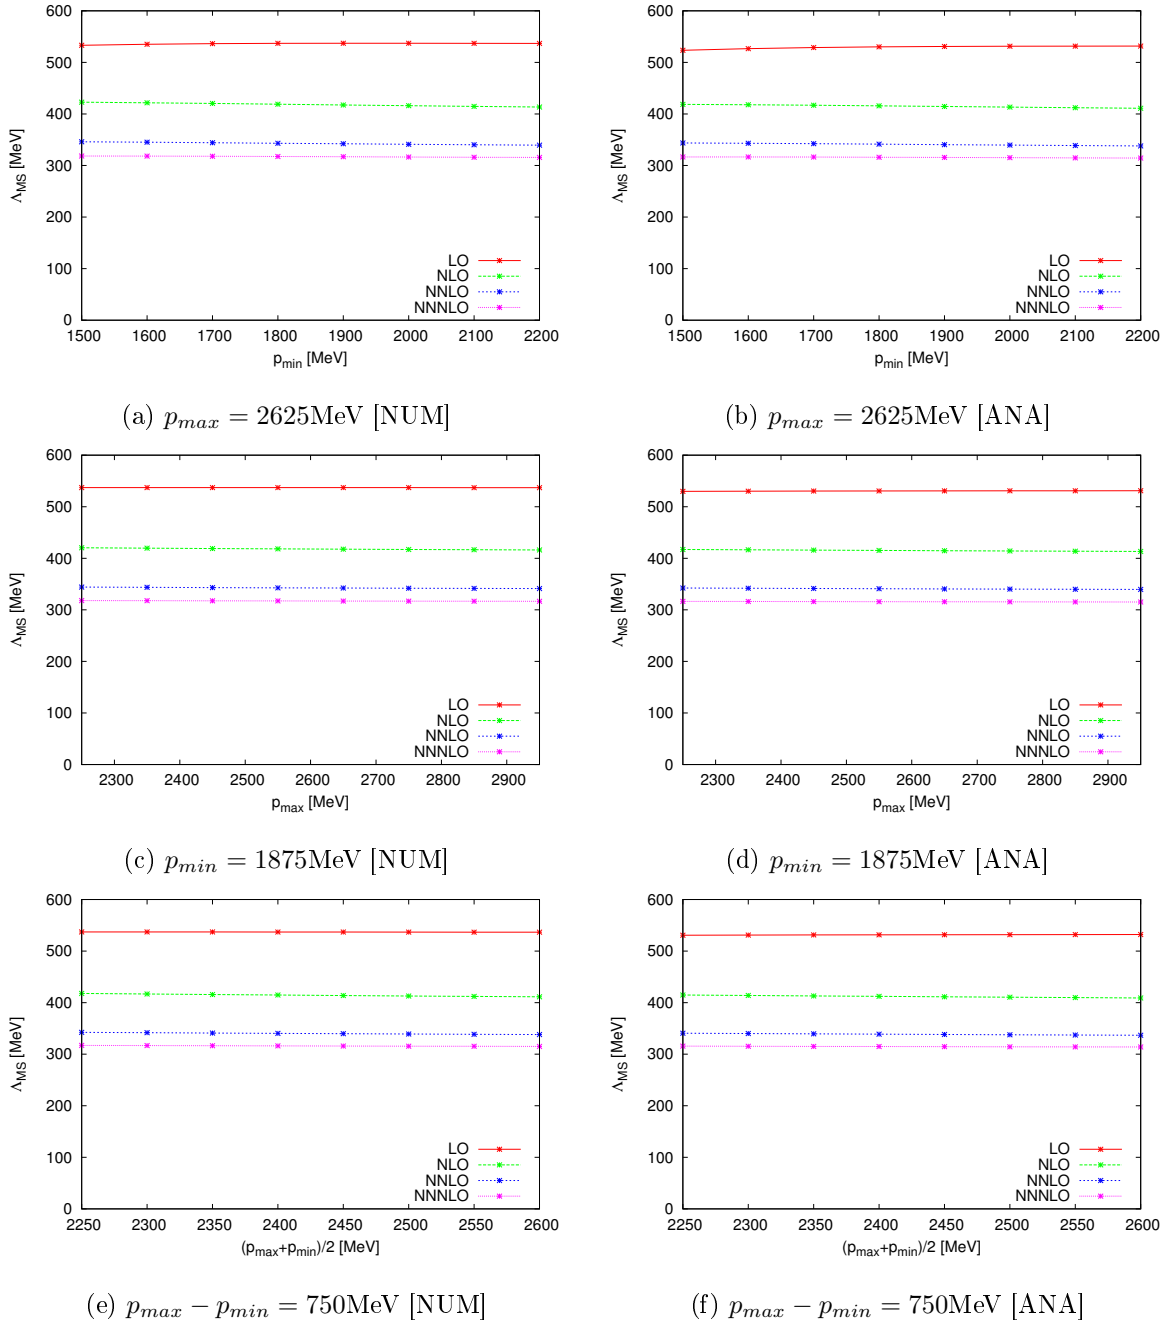 600
500
400
300
200
100
0
Λ_MS [MeV]
LO
NLO
NNLO
NNNLO
1500 1600 1700 1800 1900 2000 2100 2200
p_min [MeV]
(a) p_max = 2625MeV [NUM]
600
500
400
300
200
100
0
Λ_MS [MeV]
LO
NLO
NNLO
NNNLO
1500 1600 1700 1800 1900 2000 2100 2200
p_min [MeV]
(b) p_max = 2625MeV [ANA]
600
500
400
300
200
100
0
Λ_MS [MeV]
LO
NLO
NNLO
NNNLO
2300 2400 2500 2600 2700 2800 2900
p_max [MeV]
(c) p_min = 1875MeV [NUM]
600
500
400
300
200
100
0
Λ_MS [MeV]
LO
NLO
NNLO
NNNLO
2300 2400 2500 2600 2700 2800 2900
p_max [MeV]
(d) p_min = 1875MeV [ANA]
600
500
400
300
200
100
0
Λ_MS [MeV]
LO
NLO
NNLO
NNNLO
2250 2300 2350 2400 2450 2500 2550 2600
(p_max+p_min)/2 [MeV]
(e) p_max − p_min = 750MeV [NUM]
600
500
400
300
200
100
0
Λ_MS [MeV]
LO
NLO
NNLO
NNNLO
2250 2300 2350 2400 2450 2500 2550 2600
(p_max+p_min)/2 [MeV]
(f) p_max − p_min = 750MeV [ANA]